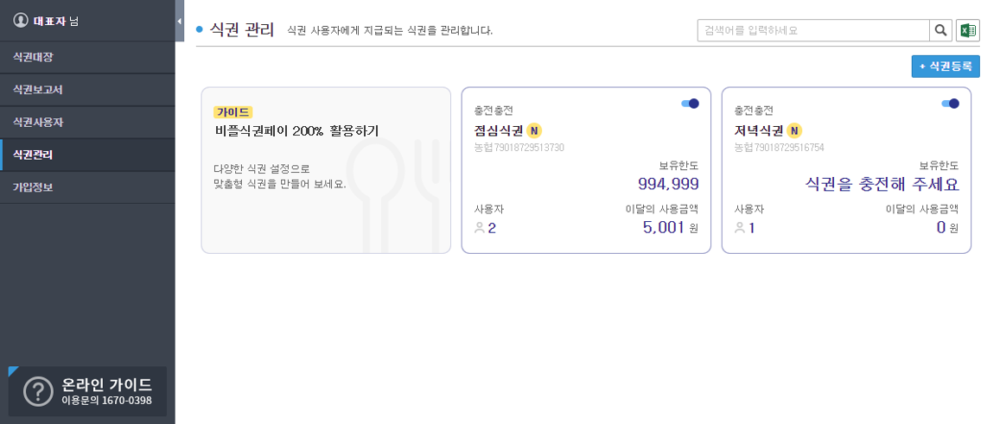 대표자 님
식권대장
식권보고서
식권사용자
식권관리
가입정보
온라인 가이드
이용문의 1670-0398
식권 관리 식권 사용자에게 지급되는 식권을 관리합니다.
검색어를 입력하세요
+ 식권등록
가이드
비플식권페이 200% 활용하기
다양한 식권 설정으로
맞춤형 식권을 만들어 보세요.
충전충전
점심식권 N
농협79018729513730
보유한도
994,999
사용자 이달의 사용금액
2 5,001 원
충전충전
저녁식권 N
농협79018729516754
보유한도
식권을 충전해 주세요
사용자 이달의 사용금액
1 0 원